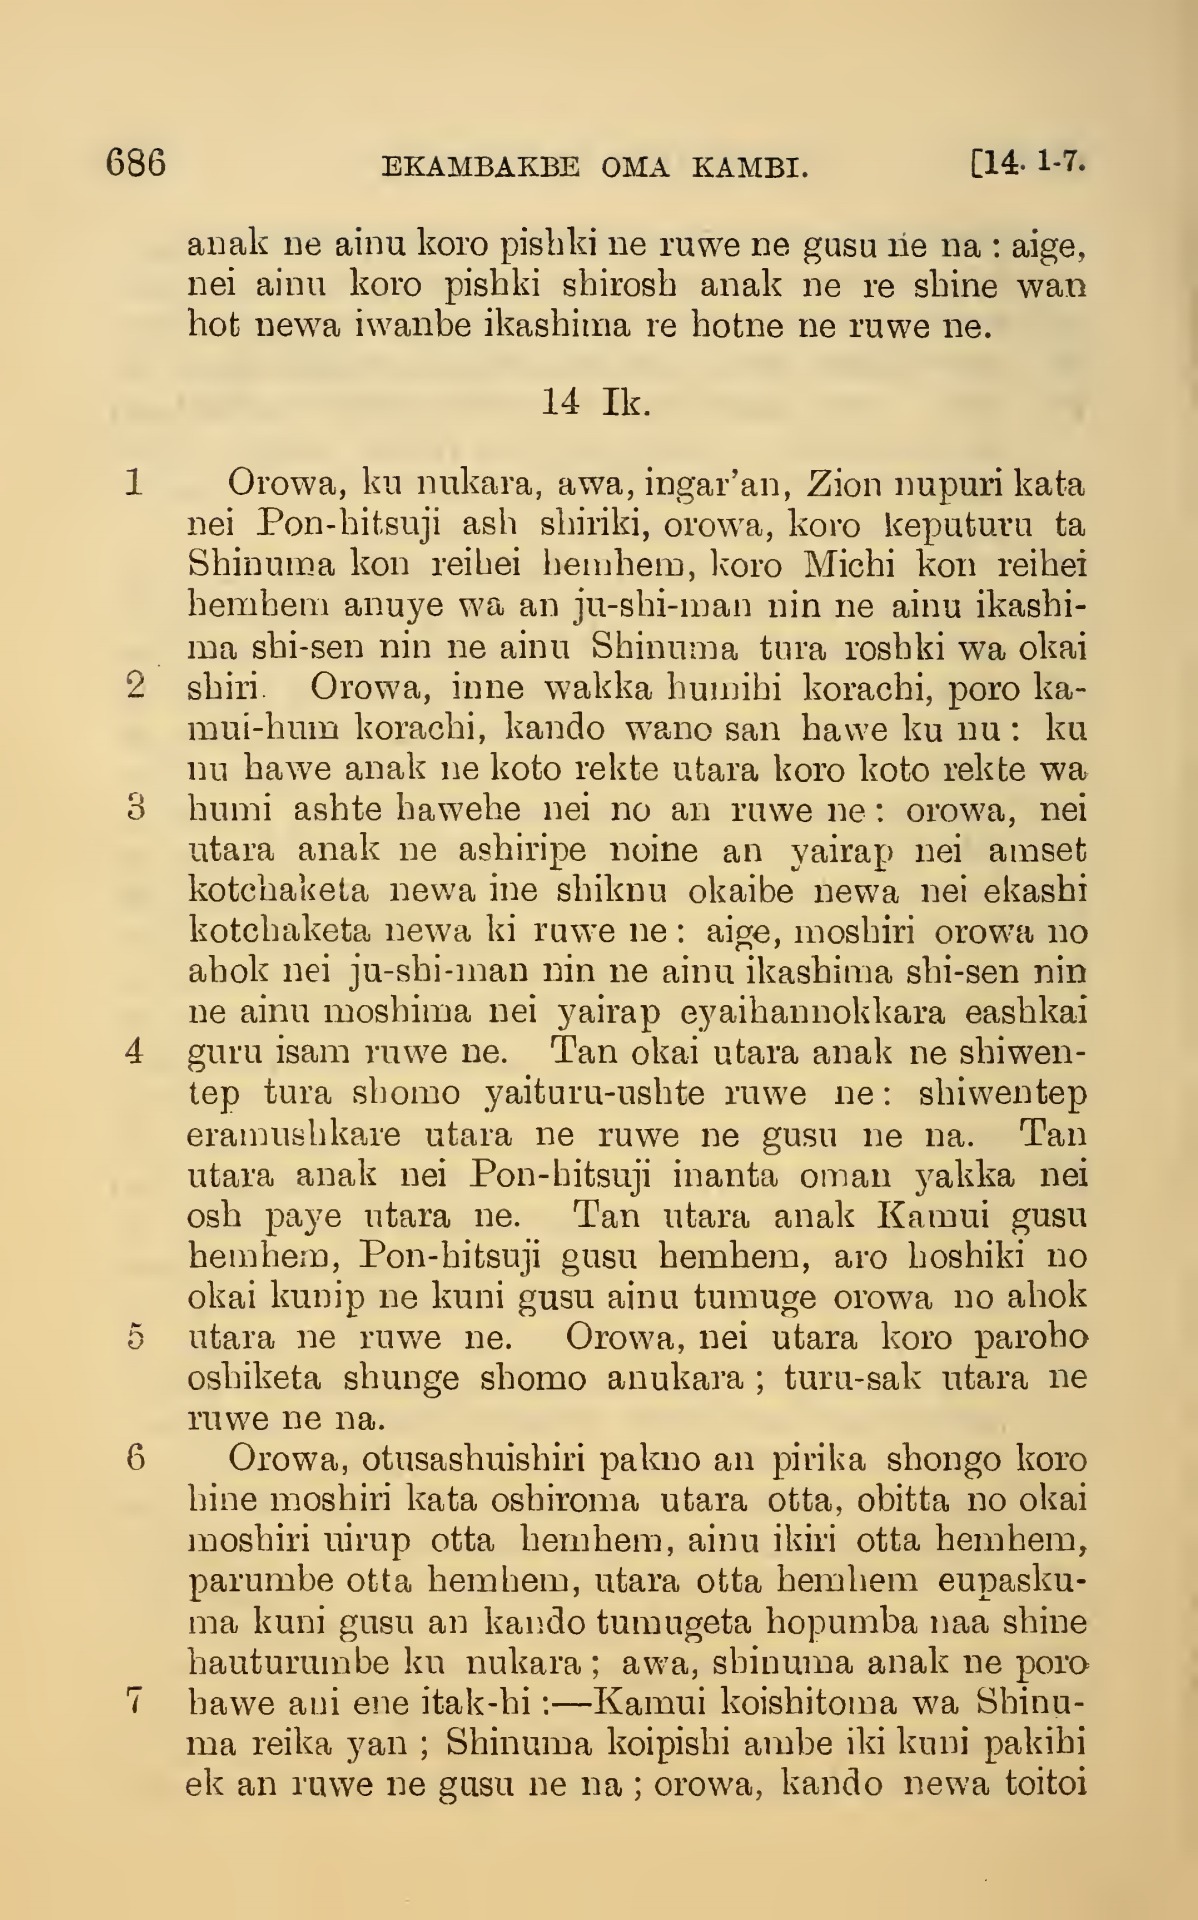 686 EKAMBAKBE OMA KAMBI. [14. 1-7.
anak ne ainu koro pishki ne ruwe ne gusu ne na : aige,
nei ainu koro pishki shirosh anak ne re shine wan
hot newa iwanbe ikashima re hotne ne ruwe ne.
14 Ik.
1 Orowa, ku nukara, awa, ingar’an, Zion nupuri kata
nei Pon-hitsuji ash shiriki, orowa, koro keputuru ta
Shinuma kon reihei hemhem, koro Michi kon reihei
hemhem anuye wa an ju-shi-man nin ne ainu ikashi-
ma shi-sen nin ne ainu Shinuma tura roshki wa okai
2 shiri. Orowa, inne wakka humihi korachi, poro ka-
mui-hum korachi, kando wano san hawe ku nu : ku
nu hawe anak ne koto rekte utara koro koto rekte wa
3 humi ashte hawehe nei no an ruwe ne : orowa, nei
utara anak ne ashiripe noine an yairap nei amset
kotchaketa newa ine shiknu okaibe newa nei ekashi
kotchaketa newa ki ruwe ne : aige, moshiri orowa no
ahok nei ju-shi-man nin ne ainu ikashima shi-sen nin
ne ainu moshima nei yairap eyaihannokkara eashkai
4 guru isam ruwe ne. Tan okai utara anak ne shiwen-
tep tura shomo yaituru-ushte ruwe ne : shiwentep
eramushkare utara ne ruwe ne gusu ne na. Tan
utara anak nei Pon-hitsuji inanta oman yakka nei
osh paye utara ne. Tan utara anak Kamui gusu
hemhem, Pon-hitsuji gusu hemhem, aro hoshiki no
okai kunip ne kuni gusu ainu tumuge orowa no ahok
5 utara ne ruwe ne. Orowa, nei utara koro paroho
oshiketa shunge shomo anukara ; turu-sak utara ne
ruwe ne na.
6 Orowa, otusashuishiri pakno an pirika shongo koro
hine moshiri kata oshiroma utara otta, obitta no okai
moshiri uirup otta hemhem, ainu ikiri otta hemhem,
parumbe otta hemhem, utara otta hemhem eupasku-
ma kuni gusu an kando tumugeta hopumba naa shine
hauturumbe ku nukara ; awa, shinuma anak ne poro
7 hawe ani ene itak-hi :—Kamui koishitoma wa Shinu-
ma reika yan ; Shinuma koipishi ambe iki kuni pakihi
ek an ruwe ne gusu ne na ; orowa, kando newa toitoi